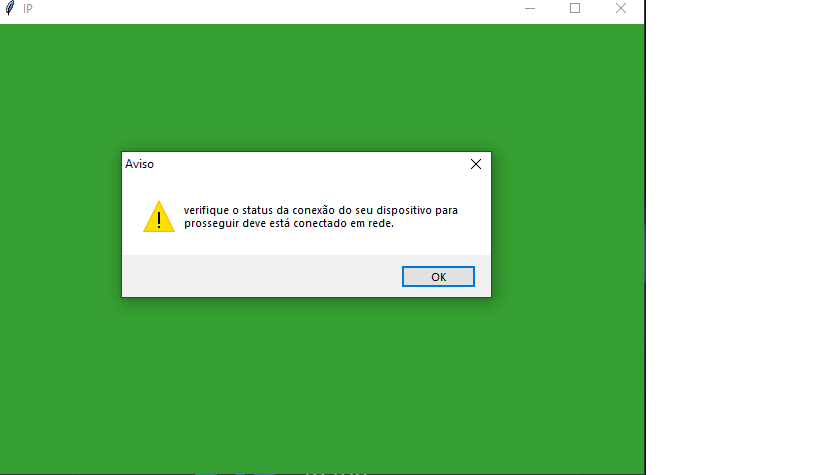 IP
Aviso
verifique o status da conexão do seu dispositivo para
prosseguir deve está conectado em rede.
OK